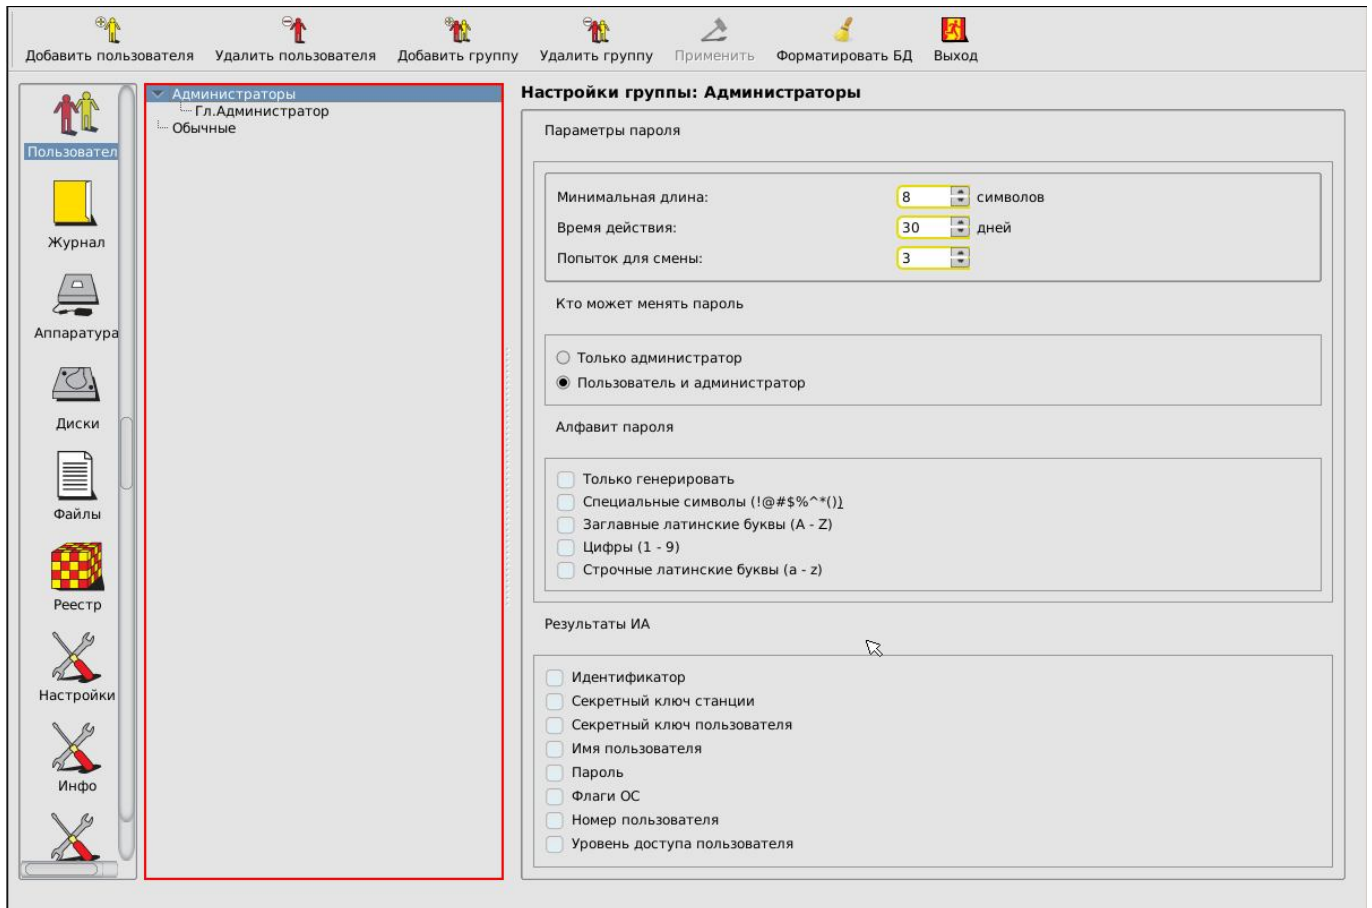 Добавить пользователя Удалить пользователя Добавить группу Удалить группу Применить Форматировать БД Выход
Пользовател
Журнал
Аппаратура
Диски
Файлы
Реестр
Настройки
Инфо
Администраторы
Гл.Администратор
Обычные
Настройки группы: Администраторы
Параметры пароля
Минимальная длина: 8 символов
Время действия: 30 дней
Попыток для смены: 3
Кто может менять пароль
Только администратор
Пользователь и администратор
Алфавит пароля
Только генерировать
Специальные символы (!@#$%^*())
Заглавные латинские буквы (A - Z)
Цифры (1 - 9)
Строчные латинские буквы (a - z)
Результаты ИА
Идентификатор
Секретный ключ станции
Секретный ключ пользователя
Имя пользователя
Пароль
Флаги ОС
Номер пользователя
Уровень доступа пользователя